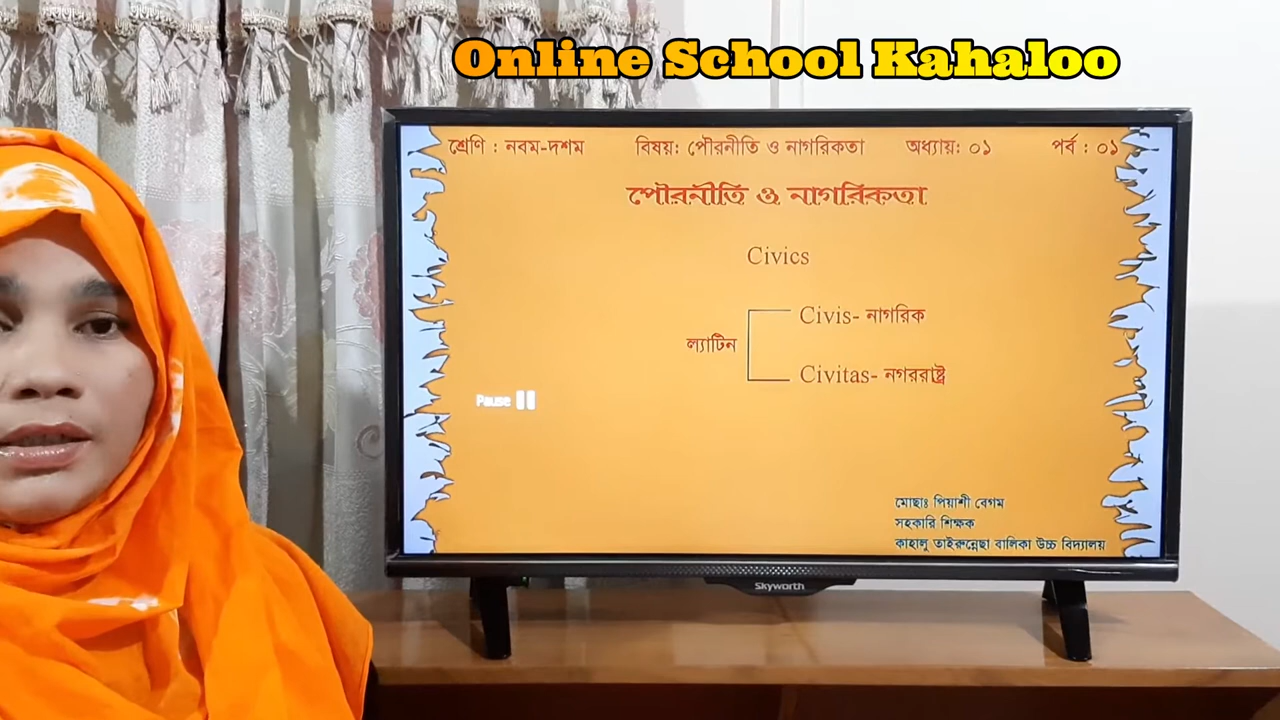 Online School Kahaloo
শ্রেণি : নবম-দশম বিষয়: পৌরনীতি ও নাগরিকতা অধ্যায়: ০১ পর্ব : ০১
পৌরনীতি ও নাগরিকতা
Civics
Civis- নাগরিক
ল্যাটিন
Civitas- নগররাষ্ট্র
Pause
মোছাঃ পিয়াশী বেগম
সহকারি শিক্ষক
কাহালু তাইরুন্নেছা বালিকা উচ্চ বিদ্যালয়
Skyworth